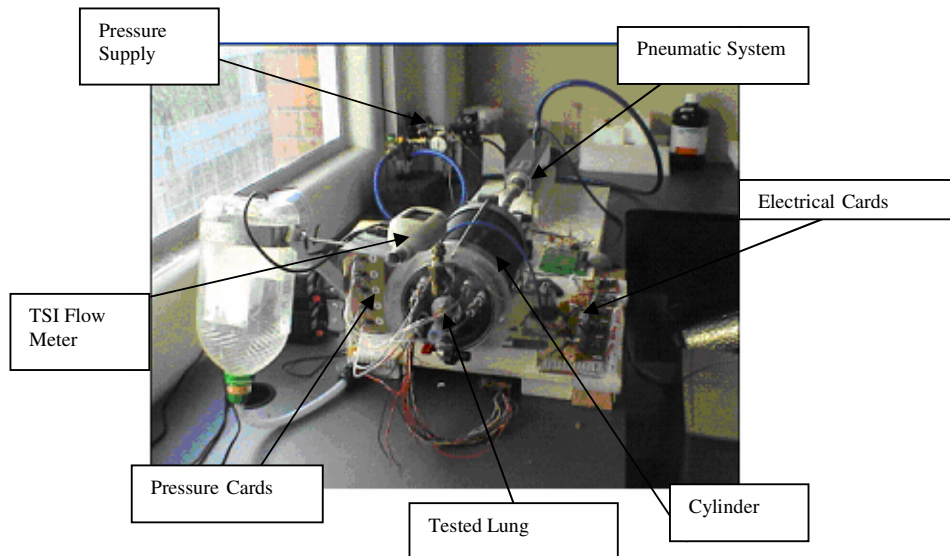 Pressure
Supply
Pneumatic System
Electrical Cards
TSI Flow
Meter
Pressure Cards
Tested Lung
Cylinder